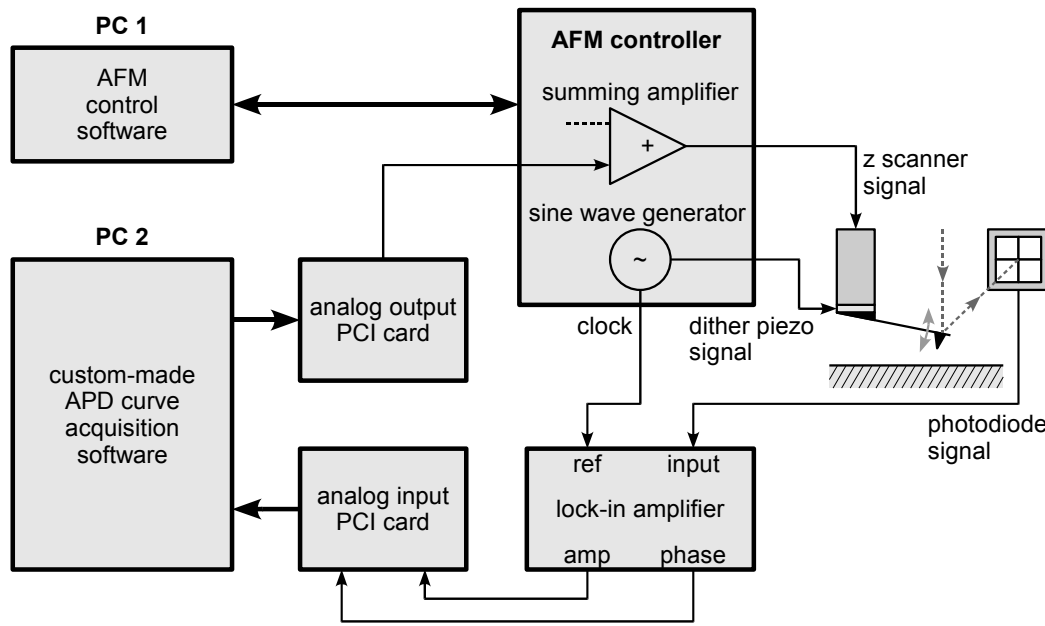 PC 1
AFM
control
software
AFM controller
summing amplifier
+
z scanner
signal
sine wave generator
~
PC 2
custom-made
APD curve
acquisition
software
analog output
PCI card
clock
dither piezo
signal
photodiode
signal
analog input
PCI card
ref input
lock-in amplifier
amp phase